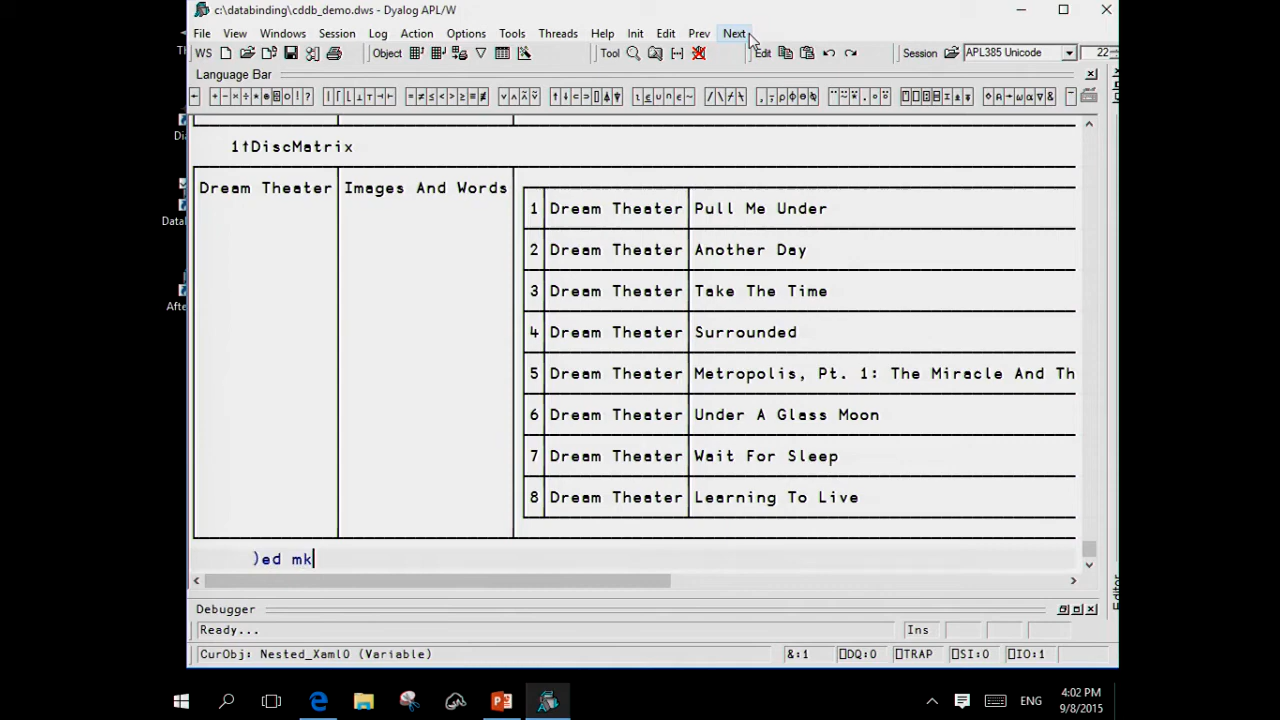 c:\databinding\cddb_demo.dws - Dyalog APL/W
File View Windows Session Log Action Options Tools Threads Help Init Edit Prev Next
WS Object Tool Edit Session APL385 Unicode 22
Language Bar
1↑DiscMatrix
Dream Theater Images And Words
1 Dream Theater Pull Me Under
2 Dream Theater Another Day
3 Dream Theater Take The Time
4 Dream Theater Surrounded
5 Dream Theater Metropolis, Pt. 1: The Miracle And Th
6 Dream Theater Under A Glass Moon
7 Dream Theater Wait For Sleep
8 Dream Theater Learning To Live
)ed mk
Debugger
Ready... Ins
CurObj: Nested_Xaml0 (Variable) &:1 ⎕DQ:0 ⎕TRAP ⎕SI:0 ⎕IO:1
ENG
4:02 PM
9/8/2015